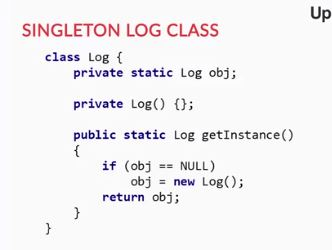 Up
SINGLETON LOG CLASS
class Log {
private static Log obj;
private Log() {};
public static Log getInstance()
{
if (obj == NULL)
obj = new Log();
return obj;
}
}